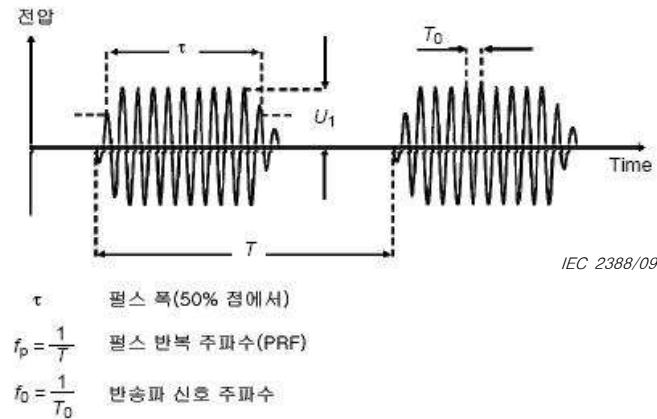 전압
τ
T₀
U₁
Time
T
IEC 2388/09
τ 펄스 폭(50% 점에서)
fₚ = 1/T 펄스 반복 주파수(PRF)
f₀ = 1/T₀ 반송파 신호 주파수